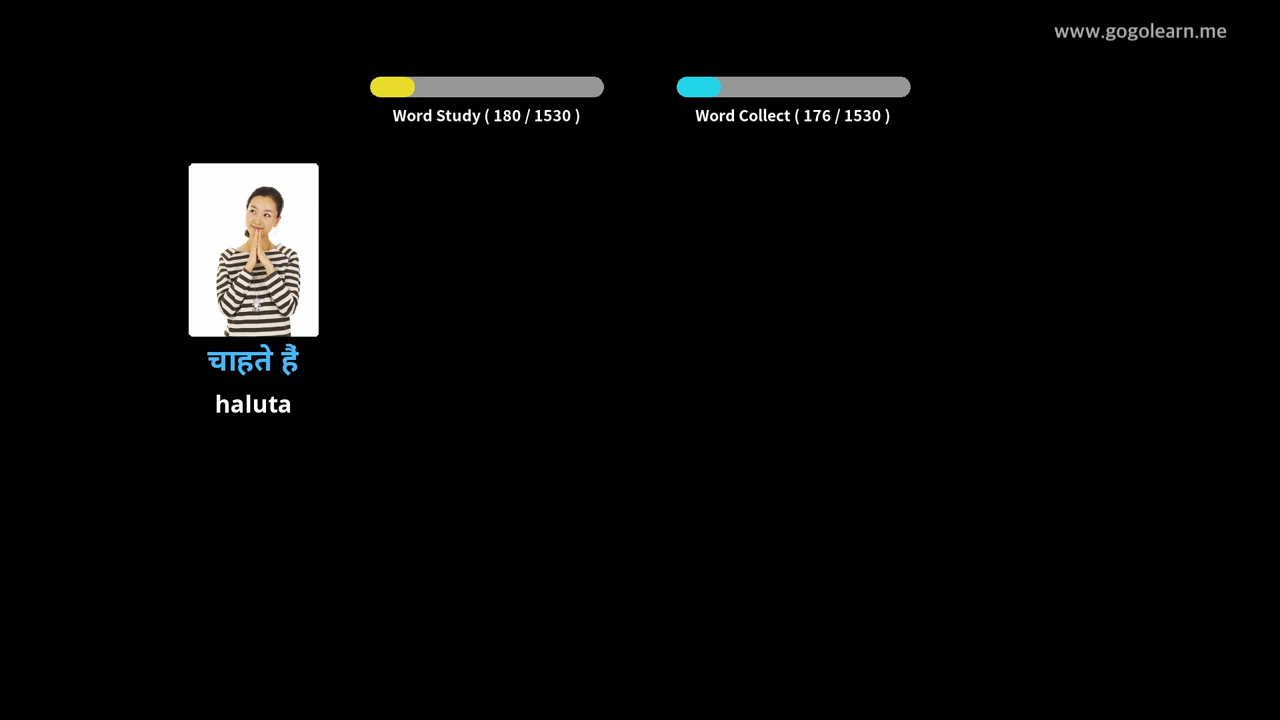 www.gogolearn.me
Word Study ( 180 / 1530 )
Word Collect ( 176 / 1530 )
चाहते हैं
haluta